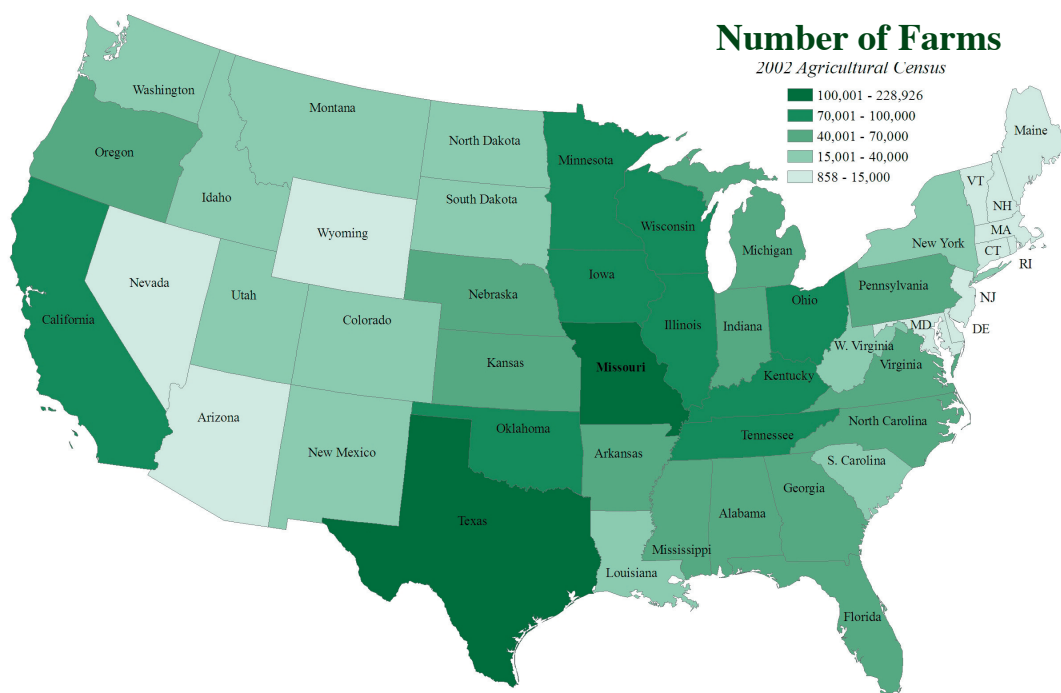 Number of Farms
2002 Agricultural Census
100,001 - 228,926
70,001 - 100,000
40,001 - 70,000
15,001 - 40,000
858 - 15,000
Washington
Montana
North Dakota
Minnesota
Maine
Oregon
Idaho
South Dakota
Wisconsin
VT
NH
MA
Wyoming
Michigan
New York
CT
RI
Nevada
Utah
Nebraska
Iowa
Pennsylvania
NJ
California
Colorado
Illinois
Indiana
Ohio
MD
DE
Kansas
Missouri
W. Virginia
Virginia
Kentucky
Arizona
New Mexico
Oklahoma
Arkansas
Tennessee
North Carolina
S. Carolina
Texas
Georgia
Alabama
Mississippi
Louisiana
Florida